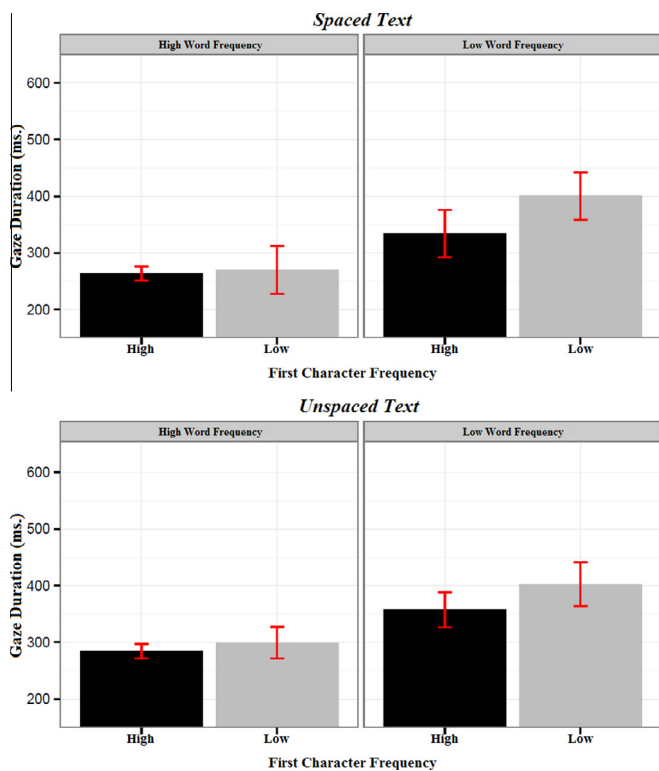 Spaced Text
High Word Frequency
Low Word Frequency
Gaze Duration (ms.)
600
500
400
300
200
High
Low
High
Low
First Character Frequency
Unspaced Text
High Word Frequency
Low Word Frequency
Gaze Duration (ms.)
600
500
400
300
200
High
Low
High
Low
First Character Frequency